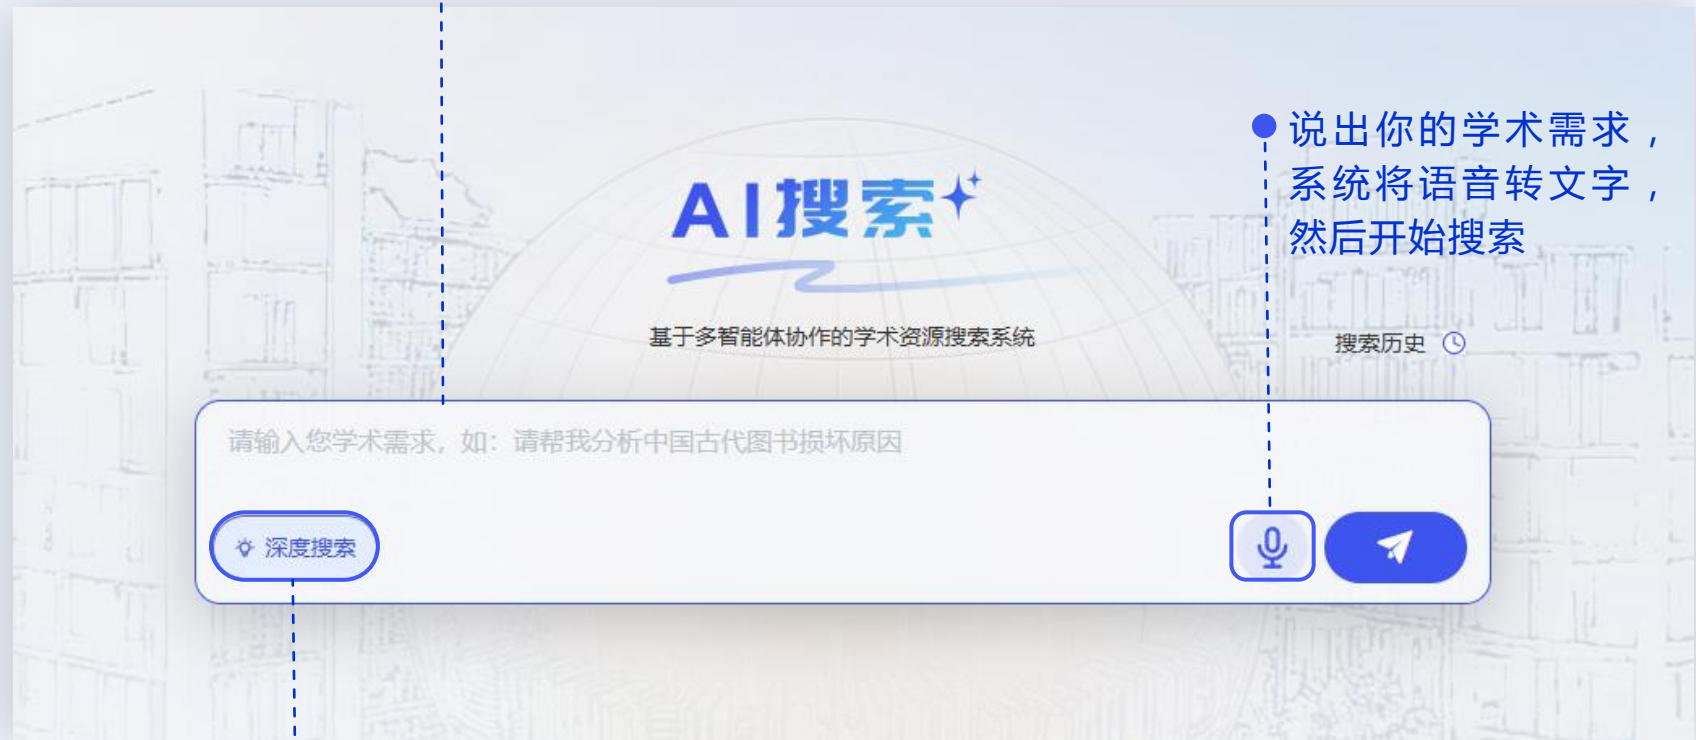 说出你的学术需求，
系统将语音转文字，
然后开始搜索
AI搜索
基于多智能体协作的学术资源搜索系统
搜索历史
请输入您学术需求，如：请帮我分析中国古代图书损坏原因
深度搜索